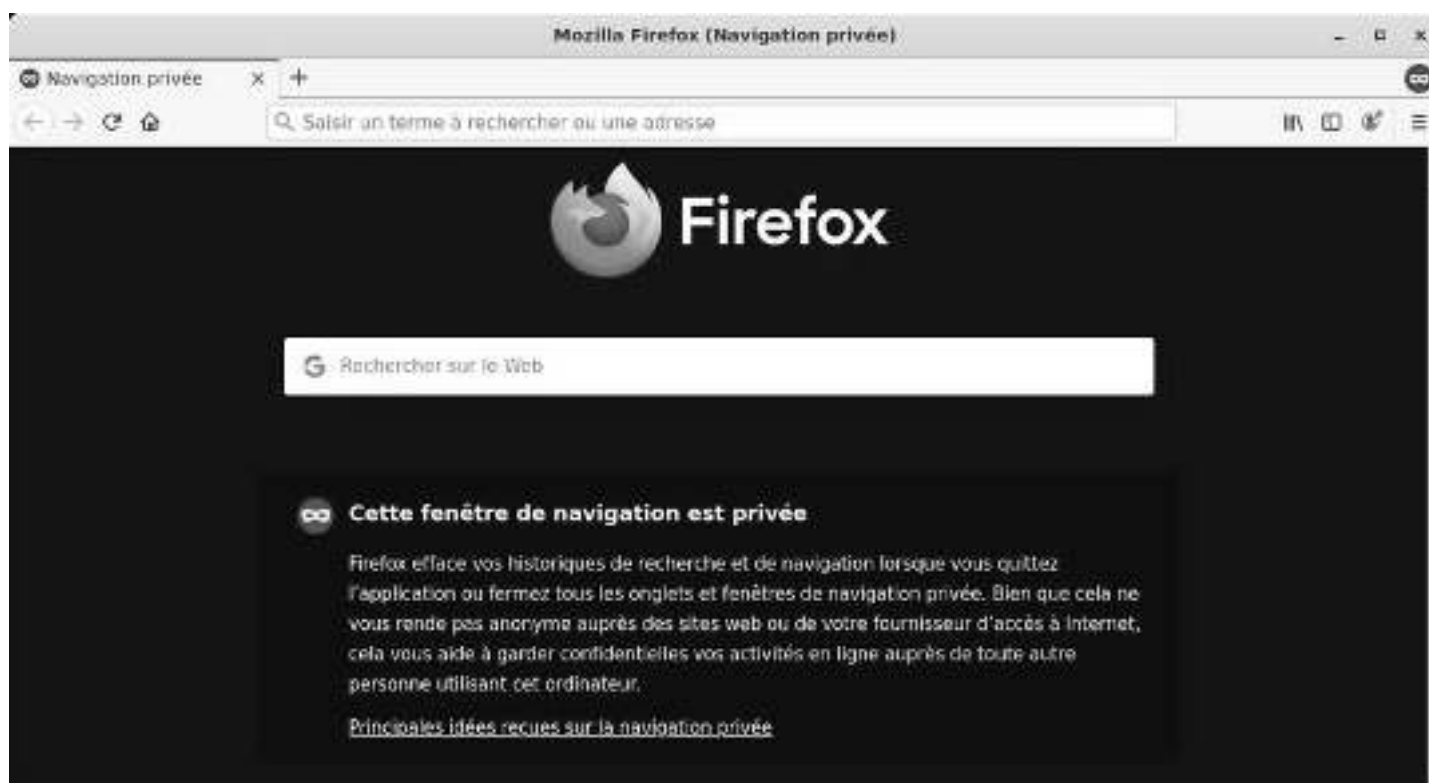 Mozilla Firefox (Navigation privée)
Navigation privée
Saisir un terme à rechercher ou une adresse
Firefox
Rechercher sur le Web
Cette fenêtre de navigation est privée
Firefox efface vos historiques de recherche et de navigation lorsque vous quittez
l'application ou fermez tous les onglets et fenêtres de navigation privée. Bien que cela ne
vous rende pas anonyme auprès des sites web ou de votre fournisseur d'accès à Internet,
cela vous aide à garder confidentielles vos activités en ligne auprès de toute autre
personne utilisant cet ordinateur.
Principales idées reçues sur la navigation privée